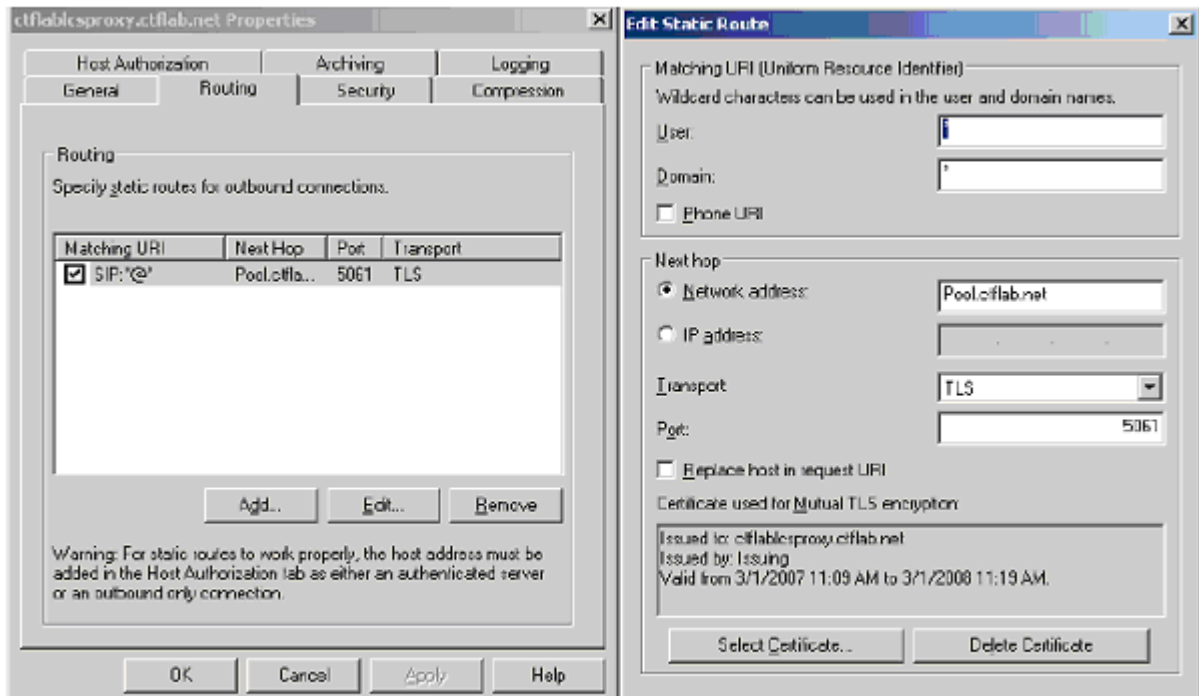 ctflablcsproxy.ctflab.net Properties
Host Authorization Archiving Logging
General Routing Security Compression
Routing
Specify static routes for outbound connections.
Matching URI Next Hop Port Transport
SIP:*@* Pool.ctfla... 5061 TLS
Add... Edit... Remove
Warning: For static routes to work properly, the host address must be
added in the Host Authorization tab as either an authenticated server
or an outbound only connection.
OK Cancel Apply Help
Edit Static Route
Matching URI (Uniform Resource Identifier)
Wildcard characters can be used in the user and domain names.
User: *
Domain: *
Phone URI
Next hop
Network address: Pool.ctflab.net
IP address: . . .
Transport TLS
Port: 5061
Replace host in request URI
Certificate used for Mutual TLS encryption:
Issued to: ctflablcsproxy.ctflab.net
Issued by: Issuing
Valid from 3/1/2007 11:09 AM to 3/1/2008 11:19 AM.
Select Certificate... Delete Certificate